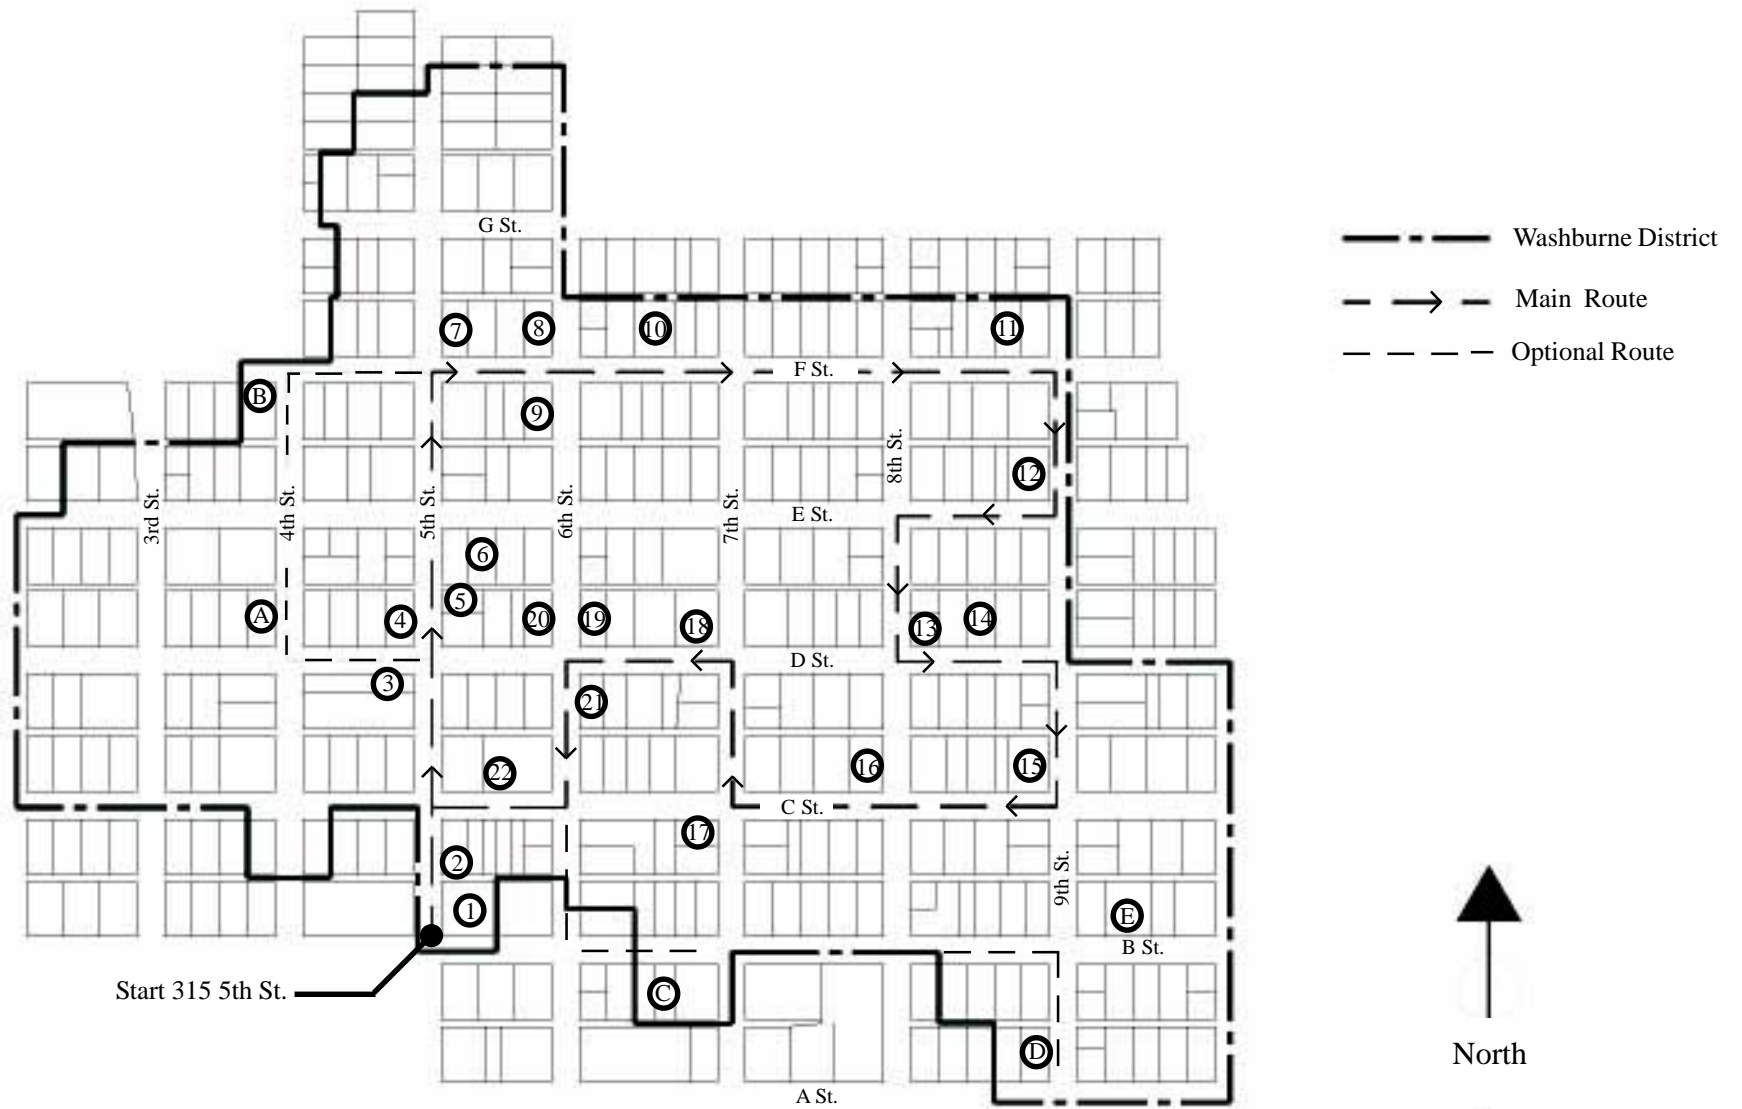 G St.
Washburne District
Main Route
Optional Route
7
8
10
11
F St.
B
9
8th St.
12
3rd St.
4th St.
5th St.
6th St.
7th St.
E St.
6
5
A
4
20
19
18
13
14
D St.
3
21
22
16
15
C St.
17
2
9th St.
1
E
B St.
Start 315 5th St.
C
D
North
A St.